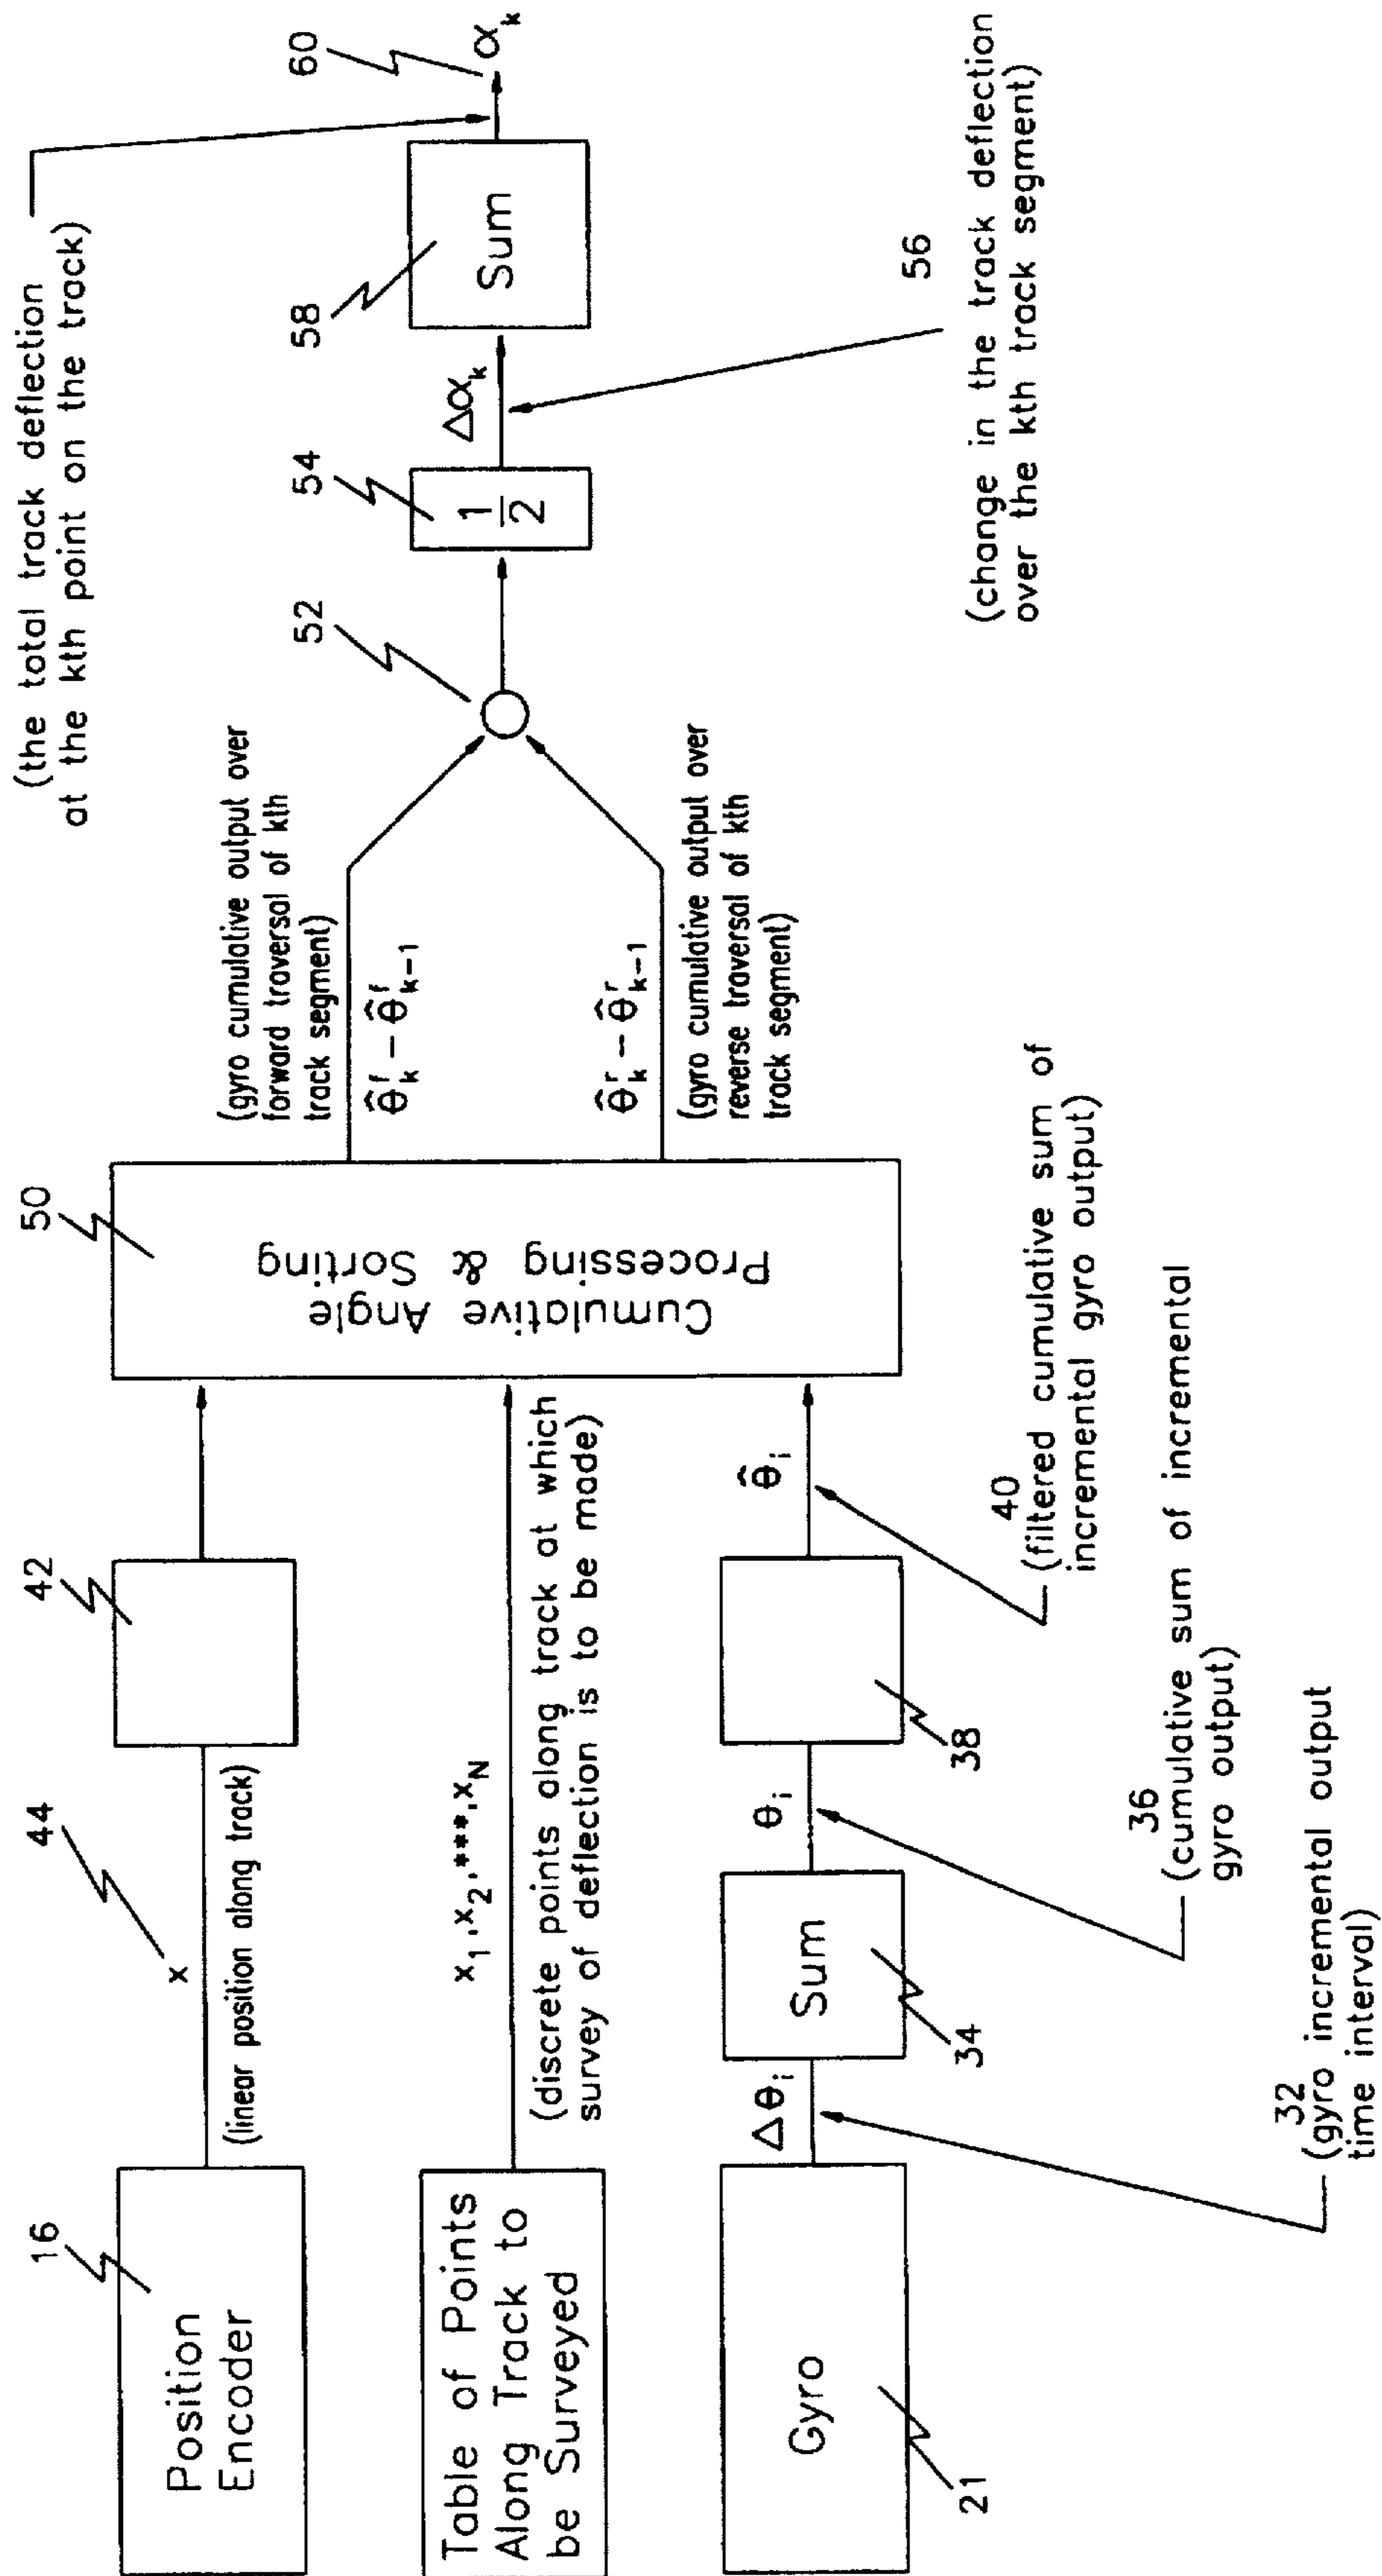 16
Position
Encoder
44
x
(linear position along track)
42
Table of Points
Along Track to
be Surveyed
x₁,x₂,***,x_N
(discrete points along track at which
survey of deflection is to be made)
Gyro
21
Δθᵢ
32
(gyro incremental output
time interval)
Sum
34
θᵢ
36
(cumulative sum of incremental
gyro output)
38
θ̂ᵢ
40
(filtered cumulative sum of
incremental gyro output)
50
Cumulative Angle
Processing & Sorting
(gyro cumulative output over
forward traversal of kth
track segment)
θ̂ᶠₖ – θ̂ᶠₖ₋₁
θ̂ʳₖ – θ̂ʳₖ₋₁
(gyro cumulative output over
reverse traversal of kth
track segment)
52
54
1
2
Δαₖ
56
(change in the track deflection
over the kth track segment)
58
Sum
(the total track deflection
at the kth point on the track)
60
αₖ